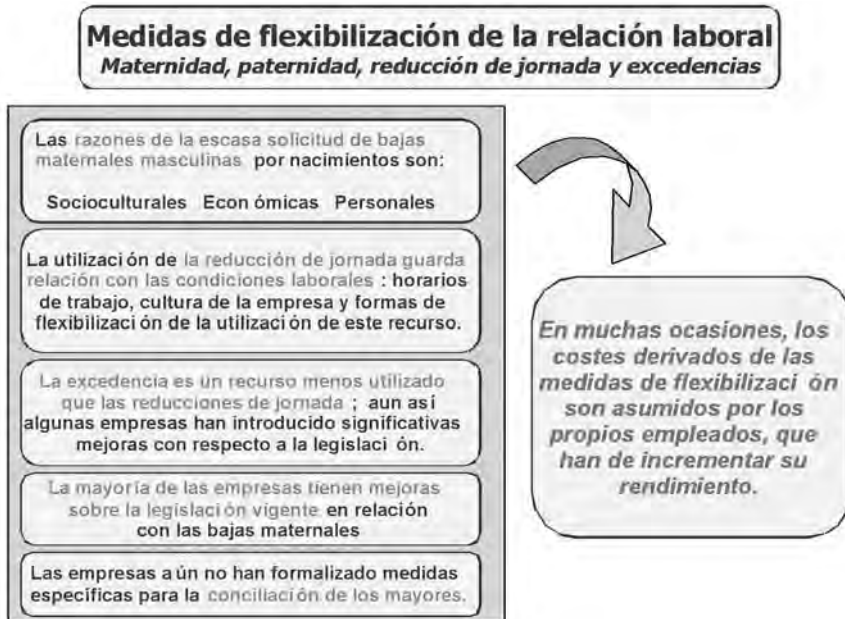 Medidas de flexibilización de la relación laboral
Maternidad, paternidad, reducción de jornada y excedencias
Las razones de la escasa solicitud de bajas
maternales masculinas por nacimientos son:
Socioculturales Econ ómicas Personales
La utilizaci ón de la reducción de jornada guarda
relación con las condiciones laborales : horarios
de trabajo, cultura de la empresa y formas de
flexibilizaci ón de la utilizaci ón de este recurso.
La excedencia es un recurso menos utilizado
que las reducciones de jornada ; aun as í
algunas empresas han introducido significativas
mejoras con respecto a la legislaci ón.
La mayoría de las empresas tienen mejoras
sobre la legislación vigente en relación
con las bajas maternales
Las empresas a ún no han formalizado medidas
específicas para la conciliación de los mayores.
En muchas ocasiones, los
costes derivados de las
medidas de flexibilizaci ón
son asumidos por los
propios empleados, que
han de incrementar su
rendimiento.